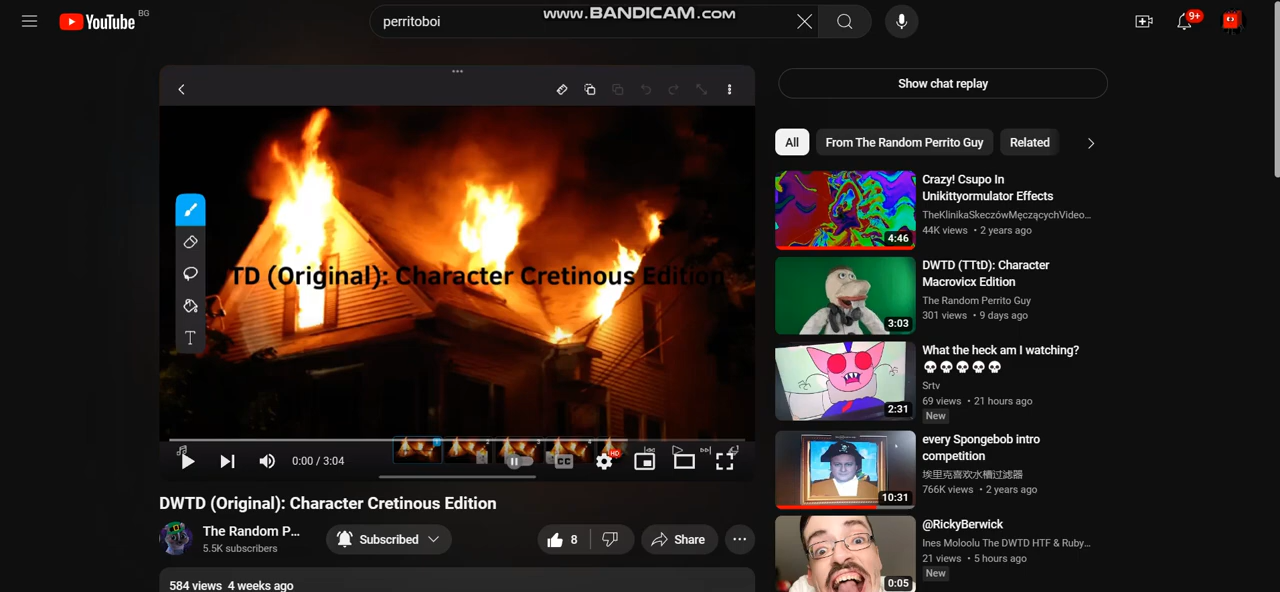 YouTube BG
perritoboi
www.BANDICAM.com
9+
TD (Original): Character Cretinous Edition
T
0:00 / 3:04
CC
HD
DWTD (Original): Character Cretinous Edition
The Random P...
5.5K subscribers
Subscribed
8
Share
584 views 4 weeks ago
Show chat replay
All
From The Random Perrito Guy
Related
4:46
Crazy! Csupo In
Unikittyormulator Effects
TheKlinikaSkeczówMęczącychVideo...
44K views • 2 years ago
3:03
DWTD (TTtD): Character
Macrovicx Edition
The Random Perrito Guy
301 views • 9 days ago
2:31
What the heck am I watching?
💀💀💀💀💀
Srtv
69 views • 21 hours ago
New
10:31
every Spongebob intro
competition
埃里克喜欢水槽过滤器
766K views • 2 years ago
0:05
@RickyBerwick
Ines Moloolu The DWTD HTF & Ruby...
21 views • 5 hours ago
New